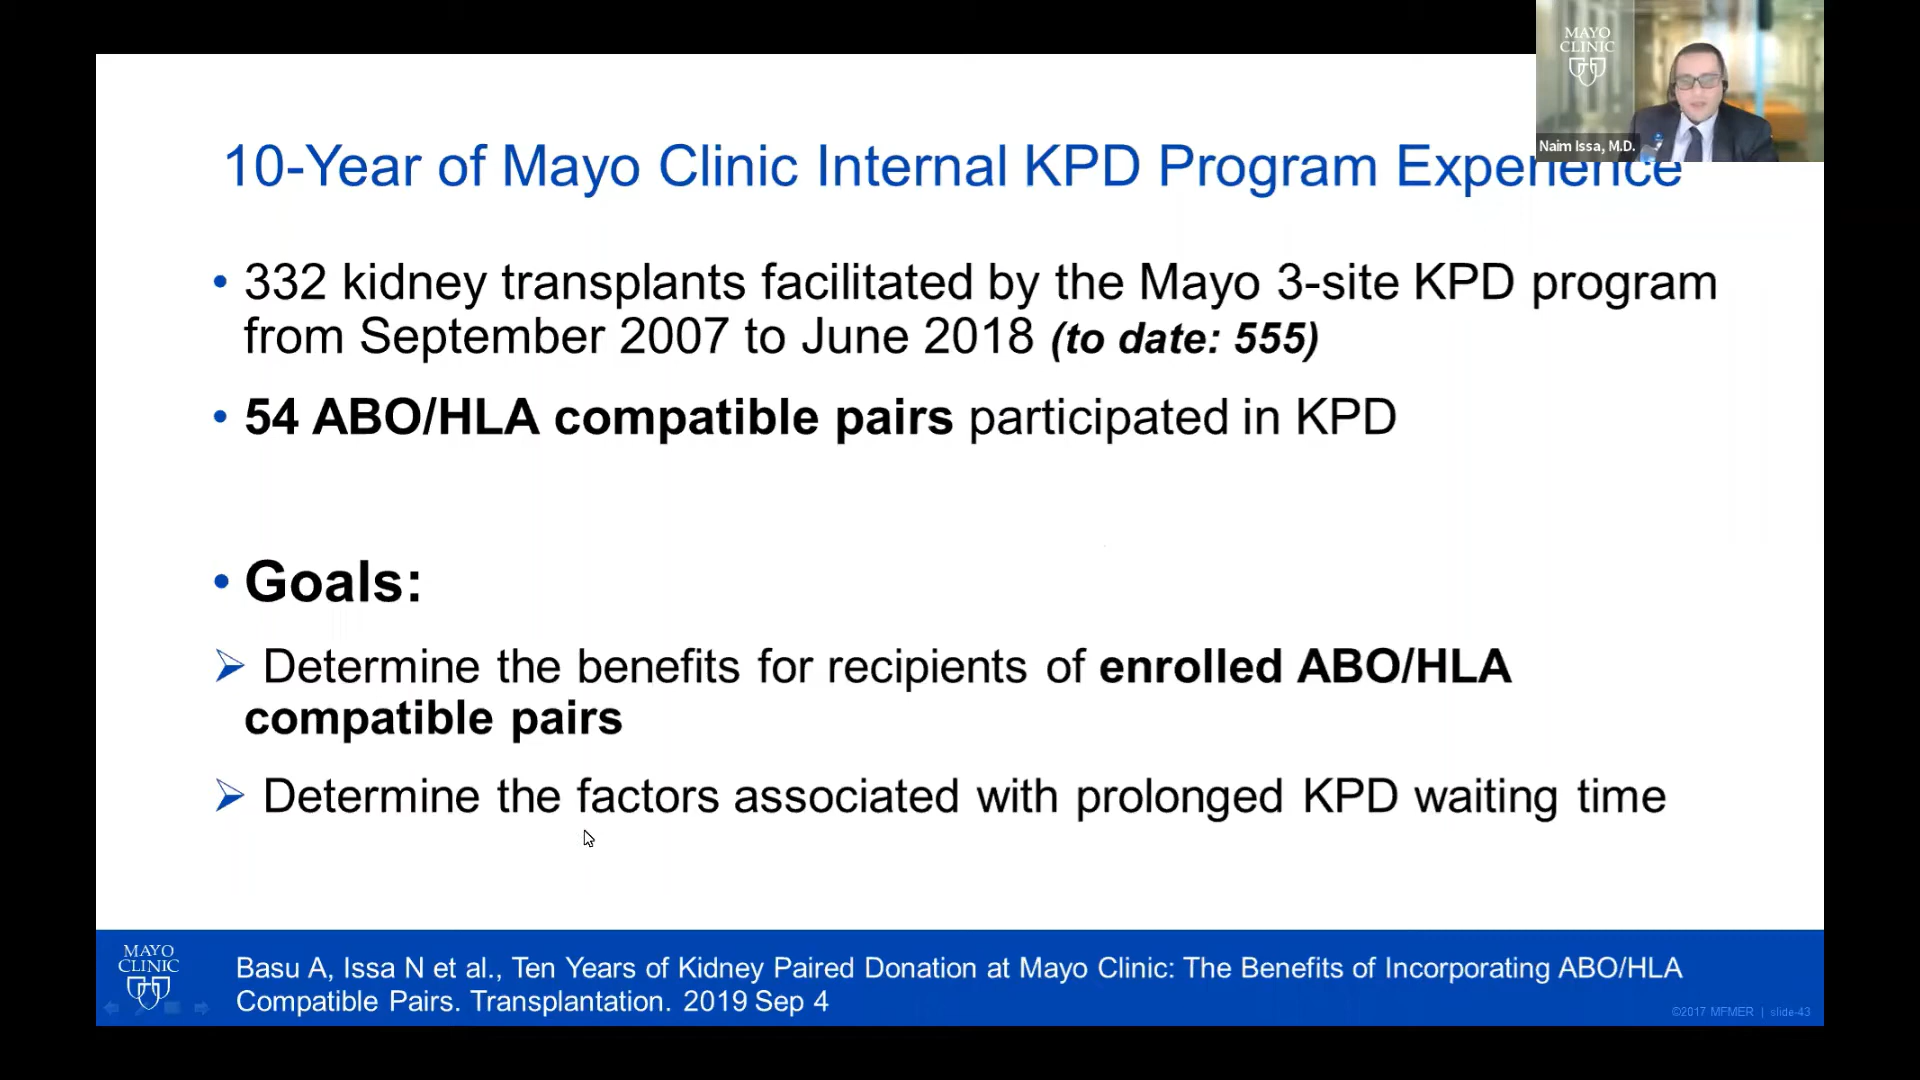 MAYO
CLINIC
Naim Issa, M.D.
10-Year of Mayo Clinic Internal KPD Program Experience
• 332 kidney transplants facilitated by the Mayo 3-site KPD program
from September 2007 to June 2018 (to date: 555)
• 54 ABO/HLA compatible pairs participated in KPD
• Goals:
➢ Determine the benefits for recipients of enrolled ABO/HLA
compatible pairs
➢ Determine the factors associated with prolonged KPD waiting time
MAYO
CLINIC
Basu A, Issa N et al., Ten Years of Kidney Paired Donation at Mayo Clinic: The Benefits of Incorporating ABO/HLA
Compatible Pairs. Transplantation. 2019 Sep 4
©2017 MFMER | slide-43